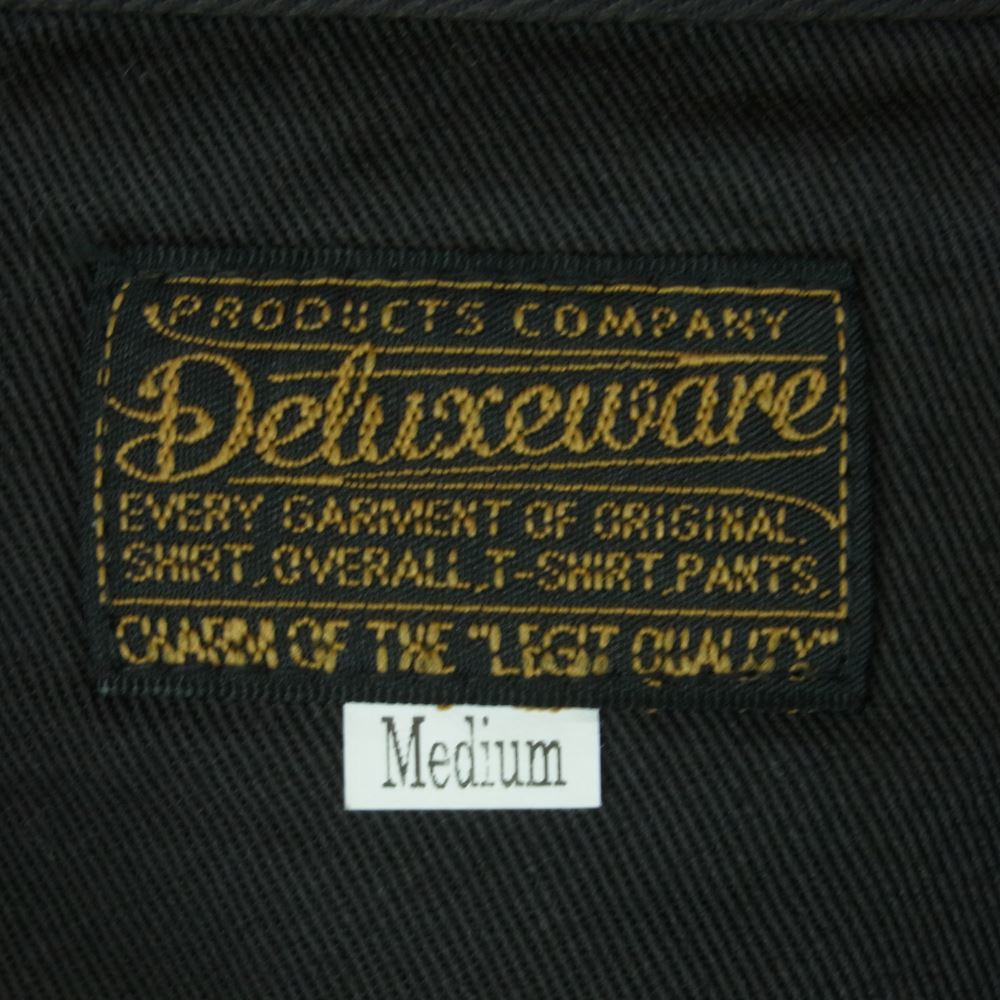 PRODUCTS COMPANY
Deluxeware
EVERY GARMENT OF ORIGINAL.
SHIRT,OVERALL,T-SHIRT,PANTS,
CHARM OF THE "LEGIT QUALITY"
Medium